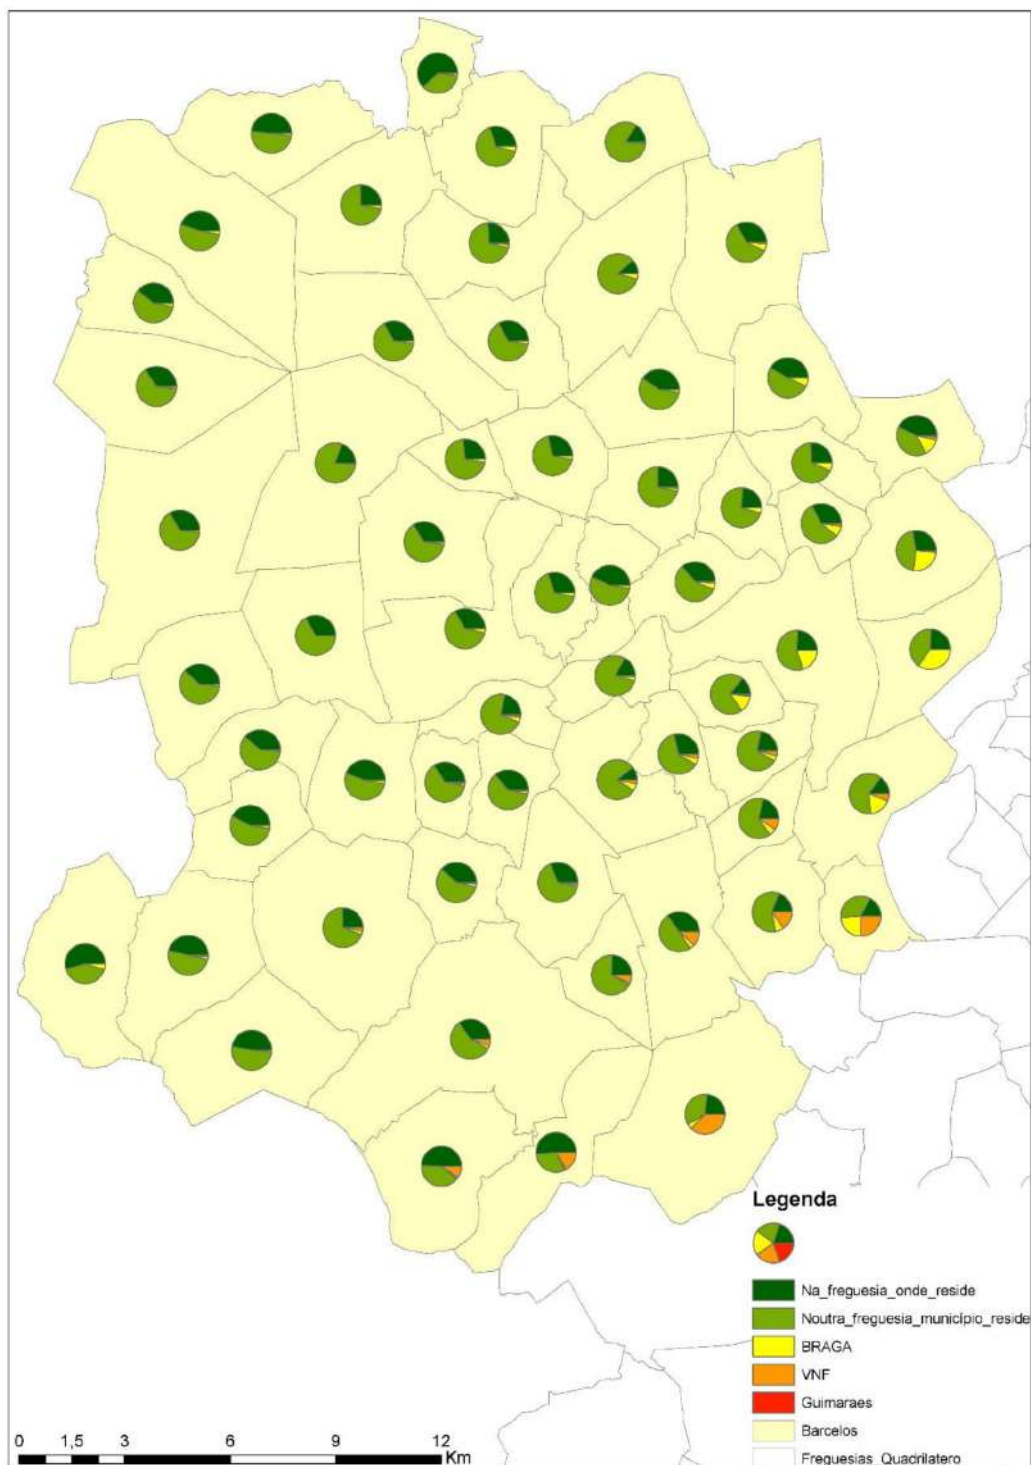 Legenda
Na_freguesia_onde_reside
Noutra_freguesia_município_reside
BRAGA
VNF
Guimaraes
Barcelos
Freguesias_Quadrilatero
0 1,5 3 6 9 12
Km